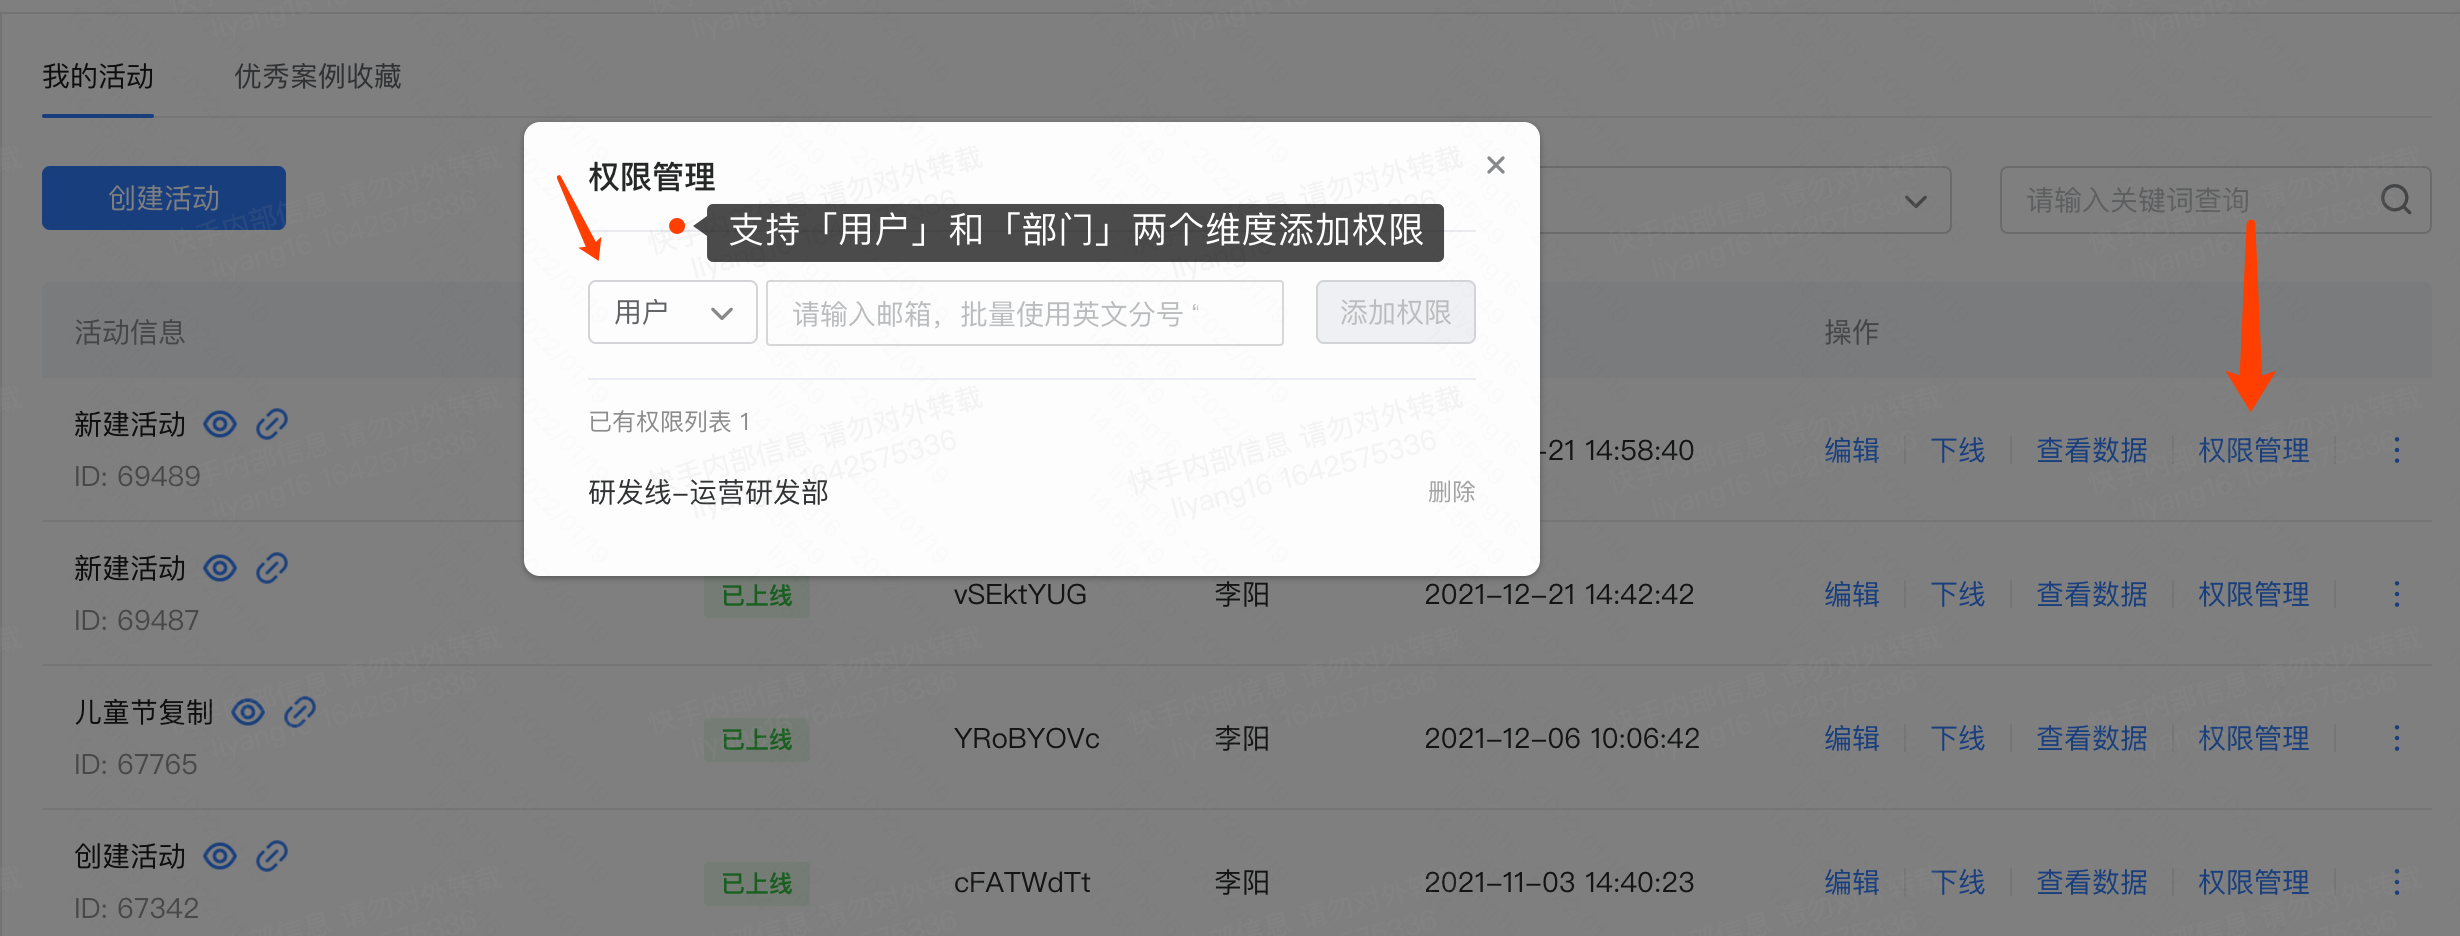 我的活动 优秀案例收藏
创建活动
请输入关键词查询
权限管理
支持「用户」和「部门」两个维度添加权限
用户
请输入邮箱，批量使用英文分号 “
添加权限
已有权限列表 1
研发线-运营研发部 删除
活动信息 操作
新建活动
ID: 69489
-21 14:58:40 编辑 下线 查看数据 权限管理
新建活动
ID: 69487
已上线 vSEktYUG 李阳 2021-12-21 14:42:42 编辑 下线 查看数据 权限管理
儿童节复制
ID: 67765
已上线 YRoBYOVc 李阳 2021-12-06 10:06:42 编辑 下线 查看数据 权限管理
创建活动
ID: 67342
已上线 cFATWdTt 李阳 2021-11-03 14:40:23 编辑 下线 查看数据 权限管理
快手内部信息 请勿对外转载
liyang16 1642575336